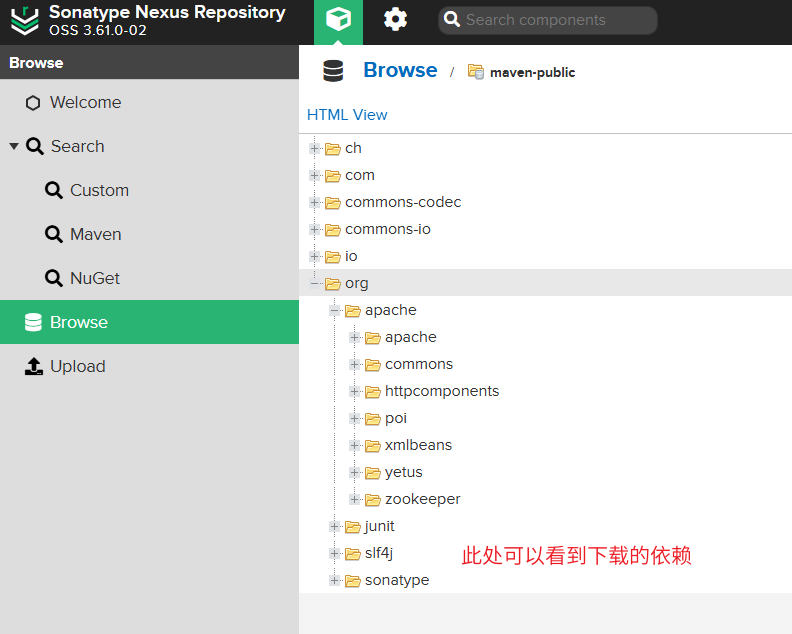 Sonatype Nexus Repository
OSS 3.61.0-02
Search components
Browse
Welcome
Search
Custom
Maven
NuGet
Browse
Upload
Browse / maven-public
HTML View
ch
com
commons-codec
commons-io
io
org
apache
apache
commons
httpcomponents
poi
xmlbeans
yetus
zookeeper
junit
slf4j
此处可以看到下载的依赖
sonatype